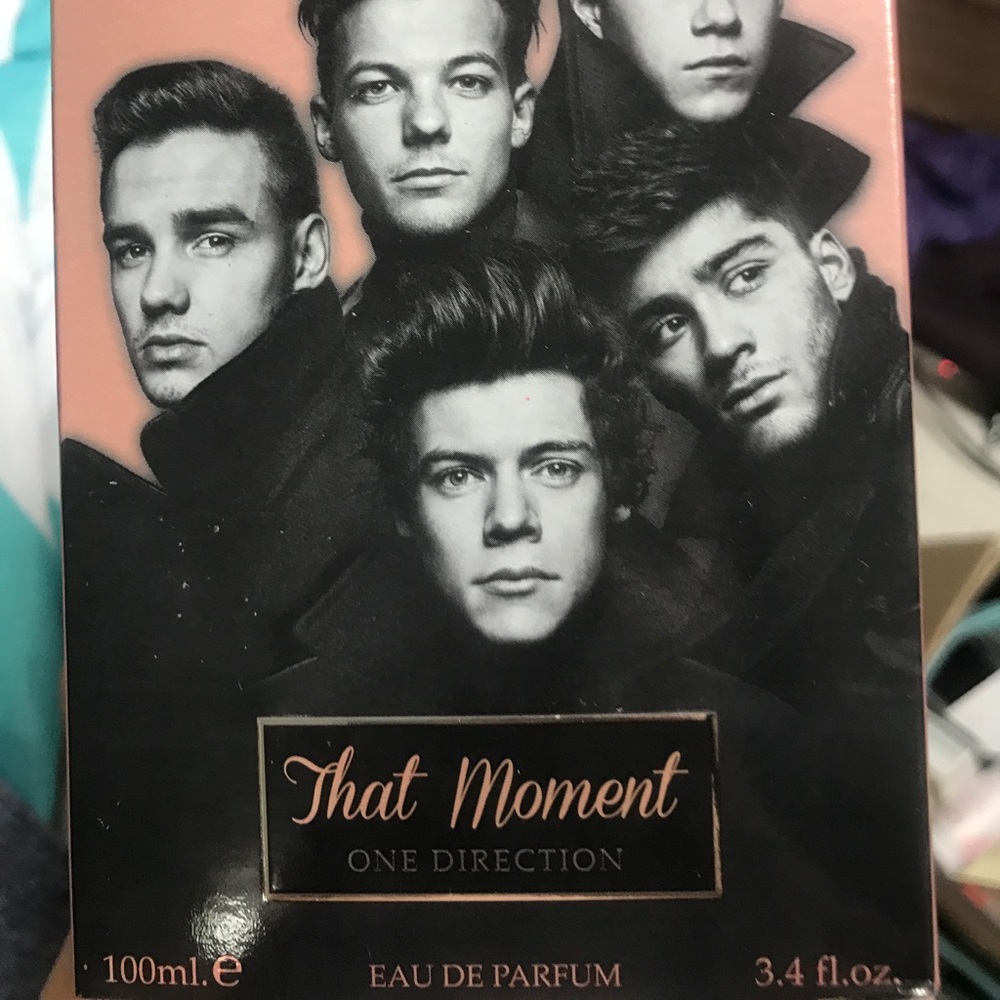 That Moment
ONE DIRECTION
100ml.e EAU DE PARFUM 3.4 fl.oz.